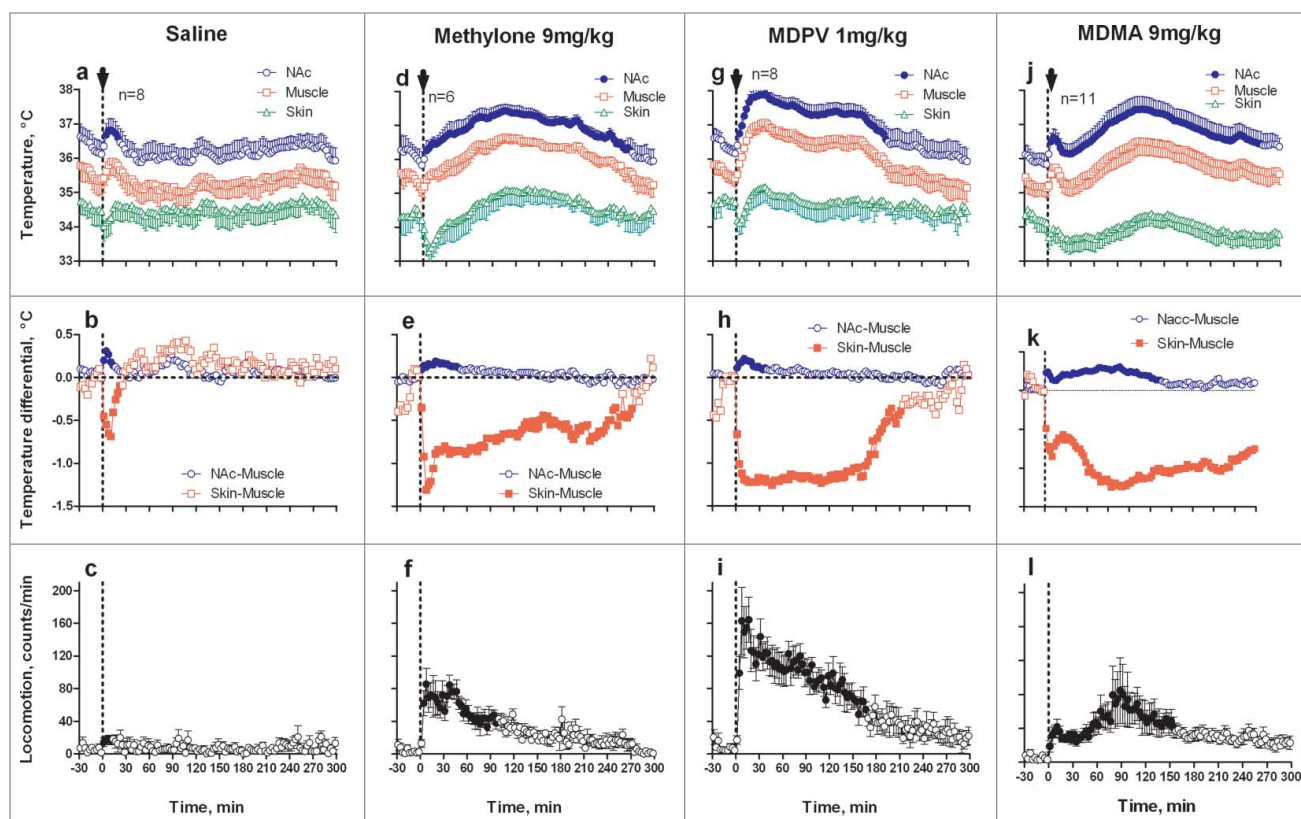 Saline
Methylone 9mg/kg
MDPV 1mg/kg
MDMA 9mg/kg
a
n=8
NAc
Muscle
Skin
d
n=6
NAc
Muscle
Skin
g
n=8
NAc
Muscle
Skin
j
n=11
NAc
Muscle
Skin
Temperature, °C
38
37
36
35
34
33
b
NAc-Muscle
Skin-Muscle
e
NAc-Muscle
Skin-Muscle
h
NAc-Muscle
Skin-Muscle
k
Nacc-Muscle
Skin-Muscle
Temperature differential, °C
0.5
0.0
-0.5
-1.0
-1.5
c
f
i
l
Locomotion, counts/min
200
160
120
80
40
0
-30 0 30 60 90 120 150 180 210 240 270 300
-30 0 30 60 90 120 150 180 210 240 270 300
-30 0 30 60 90 120 150 180 210 240 270 300
-30 0 30 60 90 120 150 180 210 240 270 300
Time, min
Time, min
Time, min
Time, min